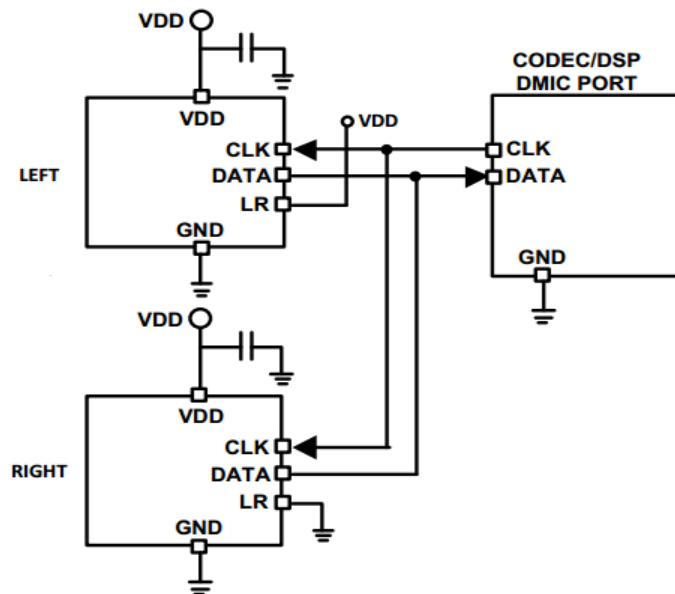 VDD
CODEC/DSP
DMIC PORT
VDD
VDD
LEFT
CLK
DATA
LR
GND
CLK
DATA
GND
VDD
VDD
RIGHT
CLK
DATA
LR
GND